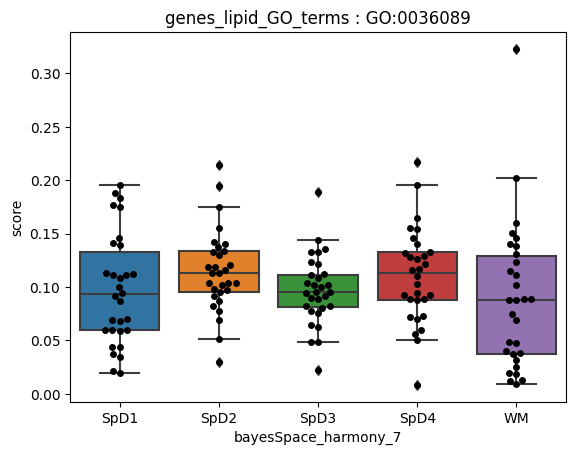 genes_lipid_GO_terms : GO:0036089
score
0.30
0.25
0.20
0.15
0.10
0.05
0.00
SpD1 SpD2 SpD3 SpD4 WM
bayesSpace_harmony_7